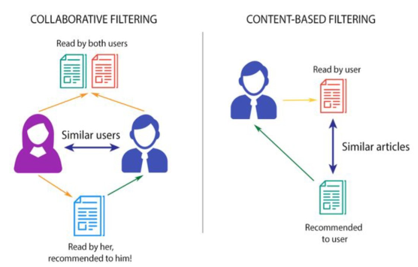 COLLABORATIVE FILTERING
Read by both users
Similar users
Read by her,
recommended to him!
CONTENT-BASED FILTERING
Read by user
Similar articles
Recommended
to user